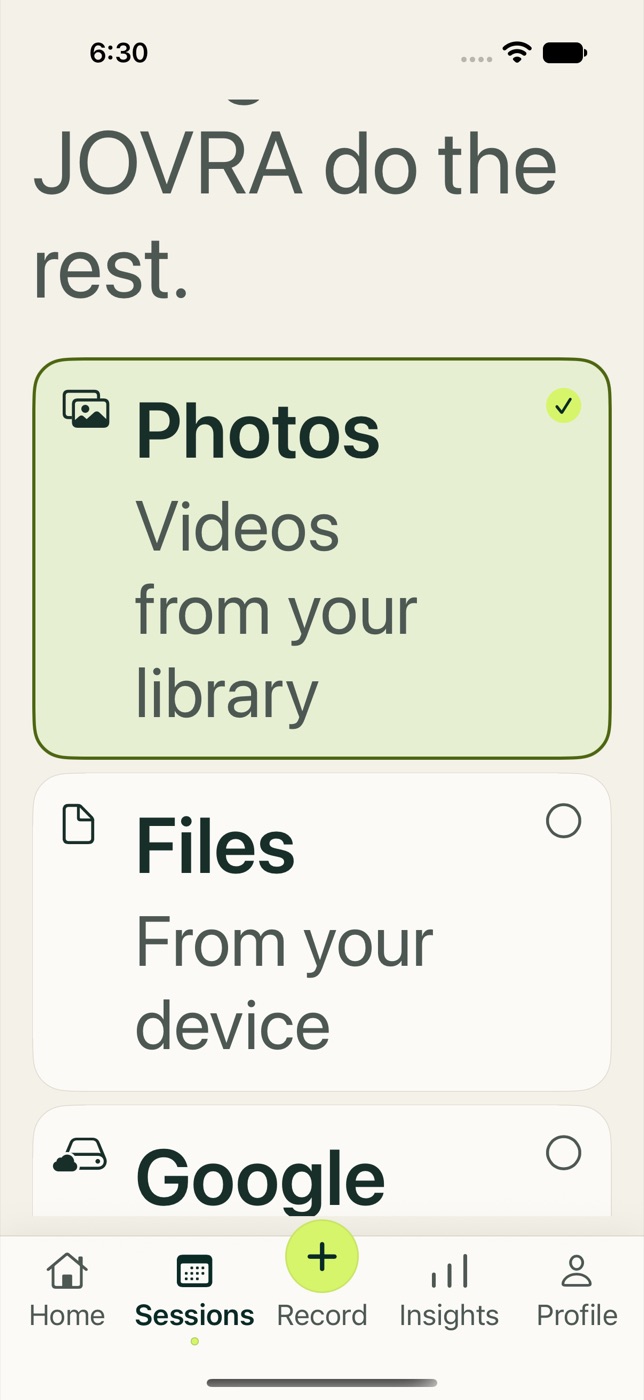 6:30
JOVRA do the
rest.
Photos
Videos
from your
library
Files
From your
device
Google
Home
Sessions
Record
Insights
Profile